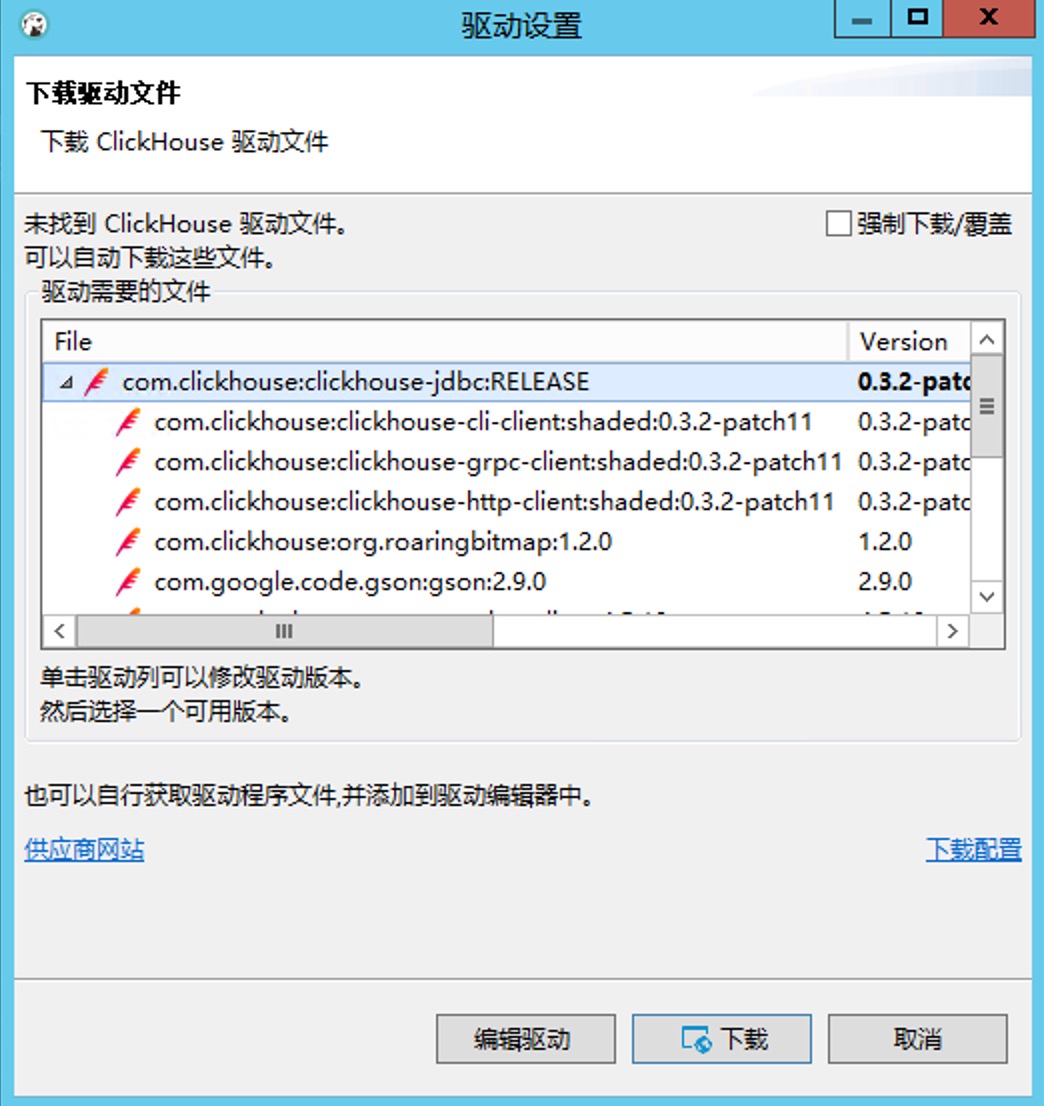 驱动设置
下载驱动文件
下载 ClickHouse 驱动文件
未找到 ClickHouse 驱动文件。
强制下载/覆盖
可以自动下载这些文件。
驱动需要的文件
File Version
com.clickhouse:clickhouse-jdbc:RELEASE 0.3.2-patc
com.clickhouse:clickhouse-cli-client:shaded:0.3.2-patch11 0.3.2-patc
com.clickhouse:clickhouse-grpc-client:shaded:0.3.2-patch11 0.3.2-patc
com.clickhouse:clickhouse-http-client:shaded:0.3.2-patch11 0.3.2-patc
com.clickhouse:org.roaringbitmap:1.2.0 1.2.0
com.google.code.gson:gson:2.9.0 2.9.0
单击驱动列可以修改驱动版本。
然后选择一个可用版本。
也可以自行获取驱动程序文件,并添加到驱动编辑器中。
供应商网站 下载配置
编辑驱动 下载 取消